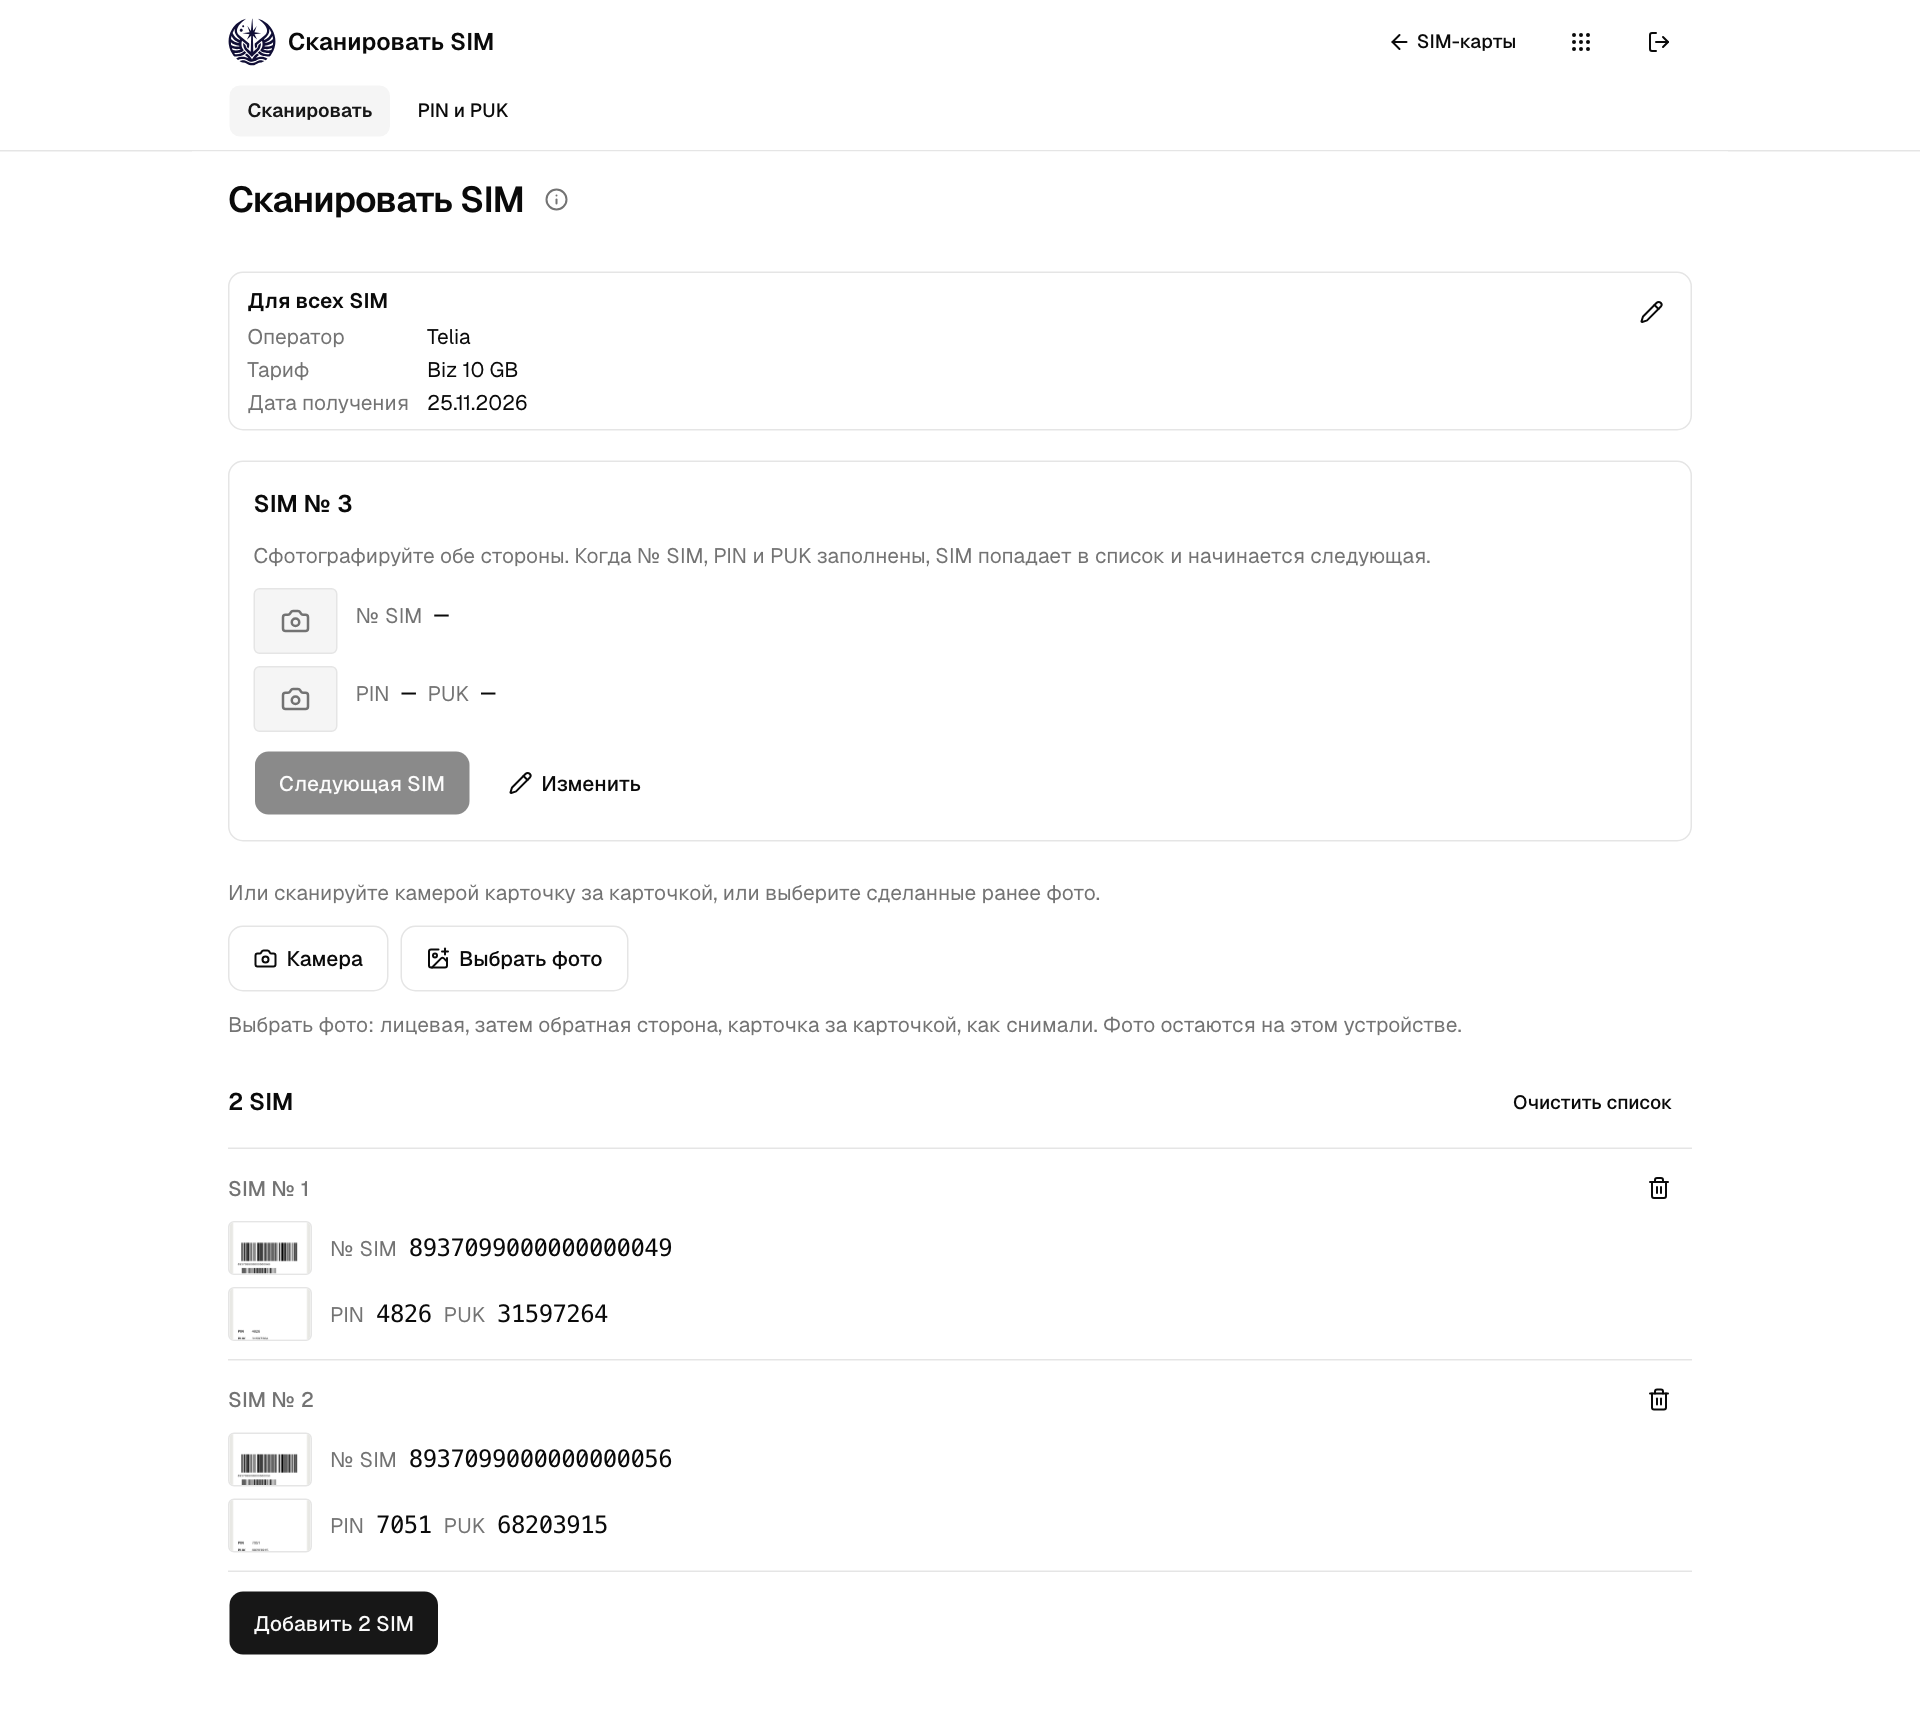 Сканировать SIM
SIM-карты
Сканировать
PIN и PUK
Сканировать SIM
Для всех SIM
Оператор Telia
Тариф Biz 10 GB
Дата получения 25.11.2026
SIM № 3
Сфотографируйте обе стороны. Когда № SIM, PIN и PUK заполнены, SIM попадает в список и начинается следующая.
№ SIM —
PIN — PUK —
Следующая SIM
Изменить
Или сканируйте камерой карточку за карточкой, или выберите сделанные ранее фото.
Камера
Выбрать фото
Выбрать фото: лицевая, затем обратная сторона, карточка за карточкой, как снимали. Фото остаются на этом устройстве.
2 SIM
Очистить список
SIM № 1
№ SIM 8937099000000000049
PIN 4826 PUK 31597264
SIM № 2
№ SIM 8937099000000000056
PIN 7051 PUK 68203915
Добавить 2 SIM